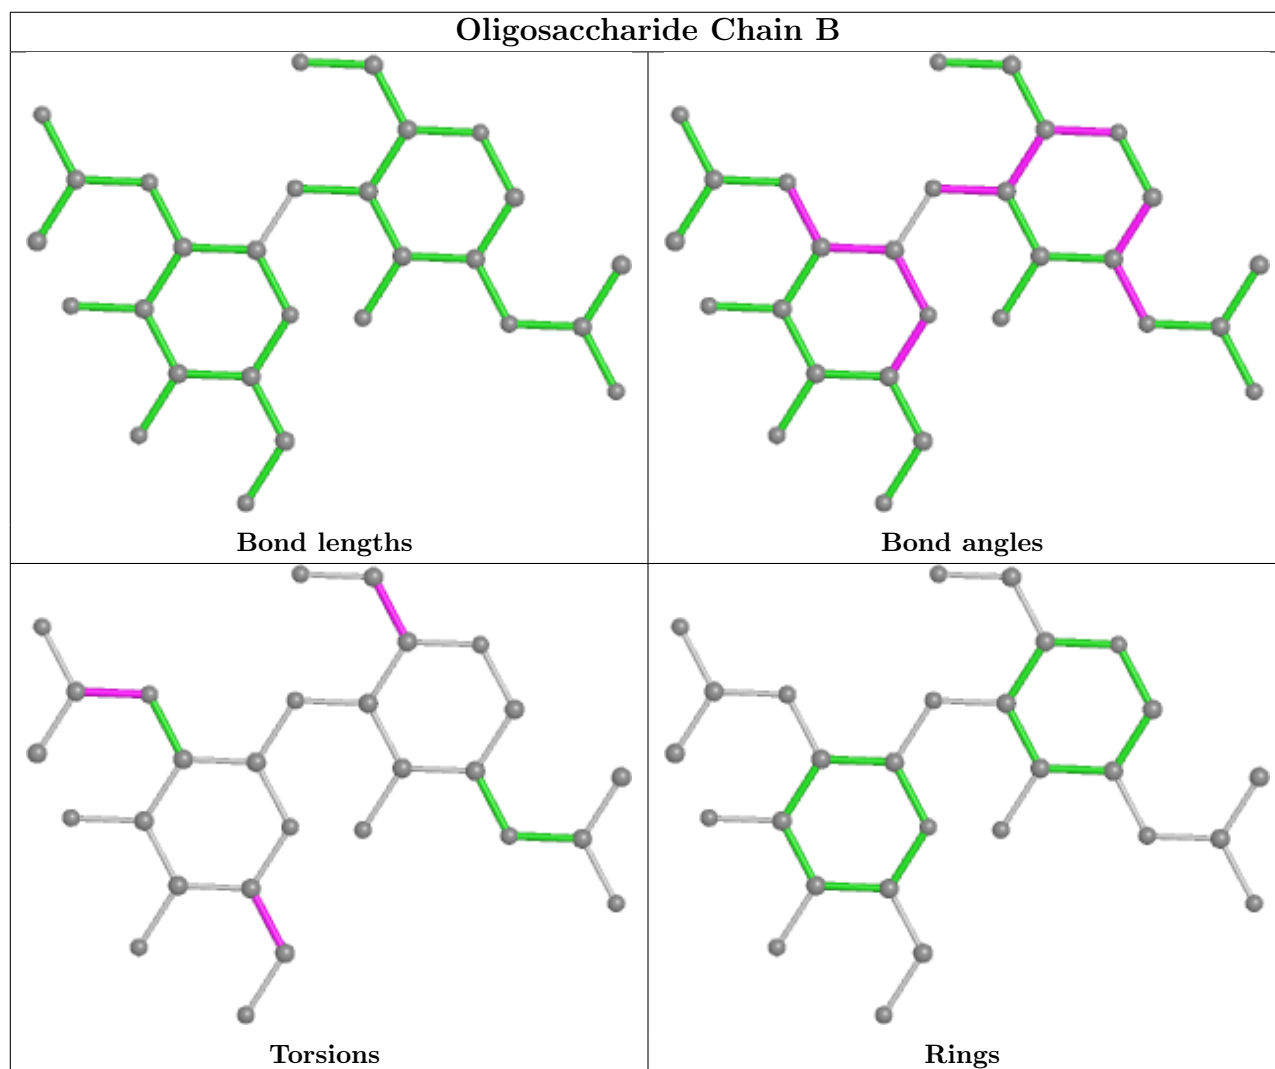 Oligosaccharide Chain B
Bond lengths
Bond angles
Torsions
Rings